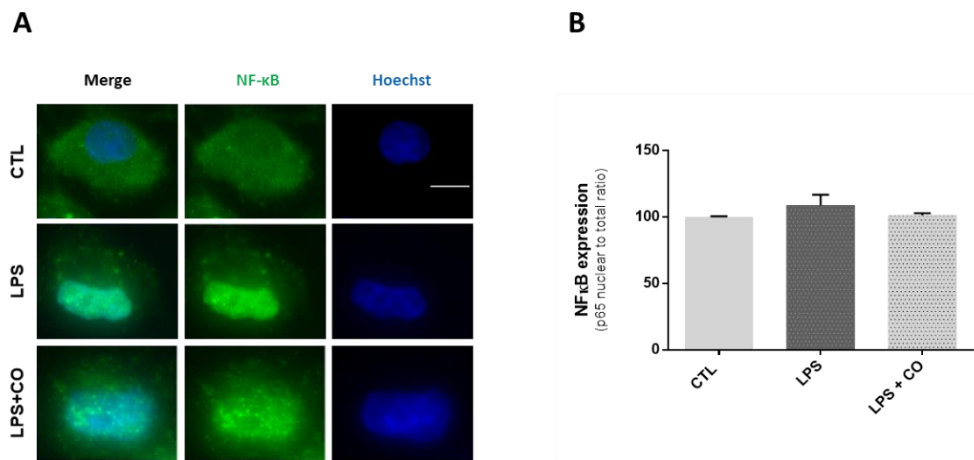 A
Merge NF-κB Hoechst
CTL
LPS
LPS+CO
B
NFκB expression
(p65 nuclear to total ratio)
150
100
50
0
CTL LPS LPS + CO